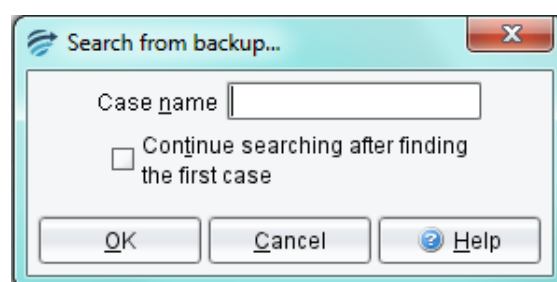 Search from backup...
Case name
Continue searching after finding
the first case
OK
Cancel
Help